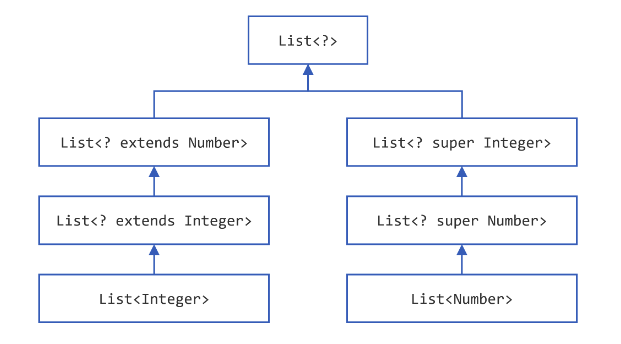 List<?>
List<? extends Number>
List<? super Integer>
List<? extends Integer>
List<? super Number>
List<Integer>
List<Number>